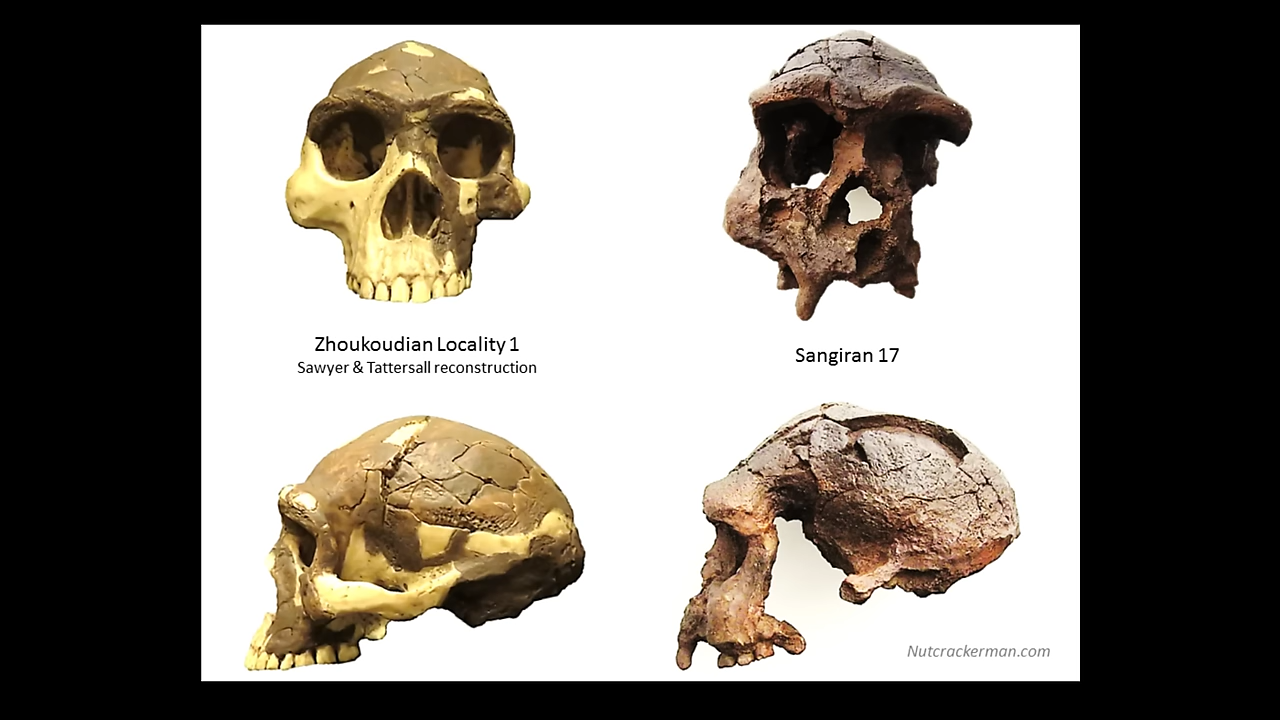 Zhoukoudian Locality 1
Sawyer & Tattersall reconstruction
Sangiran 17
Nutcrackerman.com